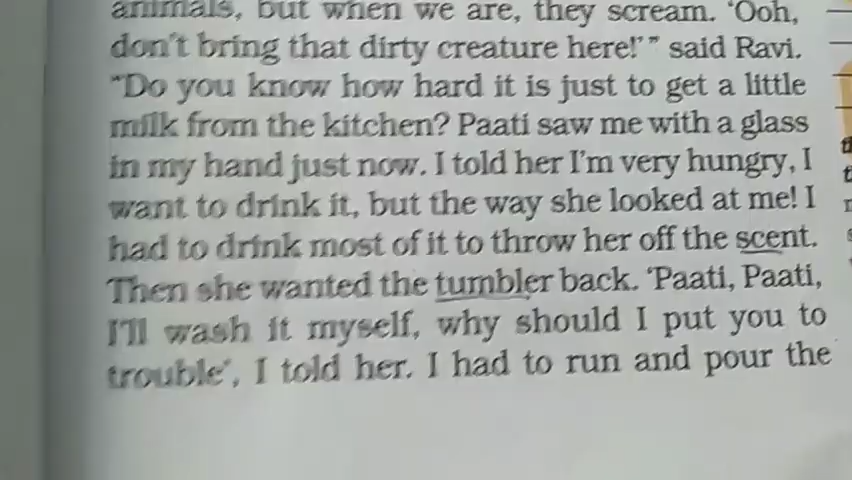 animals, but when we are, they scream. 'Ooh,
don't bring that dirty creature here!'" said Ravi.
"Do you know how hard it is just to get a little
milk from the kitchen? Paati saw me with a glass
in my hand just now. I told her I'm very hungry, I
want to drink it, but the way she looked at me! I
had to drink most of it to throw her off the scent.
Then she wanted the tumbler back. 'Paati, Paati,
I'll wash it myself, why should I put you to
trouble', I told her. I had to run and pour the